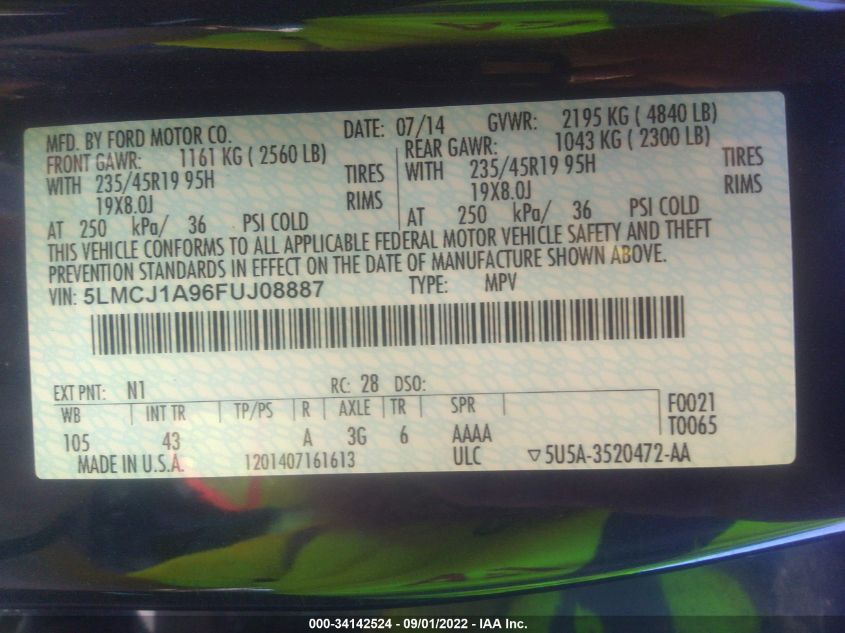 MFD. BY FORD MOTOR CO. DATE: 07/14 GVWR: 2195 KG ( 4840 LB)
FRONT GAWR: 1161 KG ( 2560 LB) REAR GAWR: 1043 KG ( 2300 LB)
WITH 235/45R19 95H TIRES WITH 235/45R19 95H TIRES
19X8.0J RIMS 19X8.0J RIMS
AT 250 kPa/ 36 PSI COLD AT 250 kPa/ 36 PSI COLD
THIS VEHICLE CONFORMS TO ALL APPLICABLE FEDERAL MOTOR VEHICLE SAFETY AND THEFT
PREVENTION STANDARDS IN EFFECT ON THE DATE OF MANUFACTURE SHOWN ABOVE.
VIN: 5LMCJ1A96FUJ08887 TYPE: MPV
EXT PNT: N1 RC: 28 DSO:
WB INT TR TP/PS R AXLE TR SPR F0021
105 43 A 3G 6 AAAA T0065
MADE IN U.S.A. 1201407161613 ULC ▽5U5A-3520472-AA
000-34142524 - 09/01/2022 - IAA Inc.